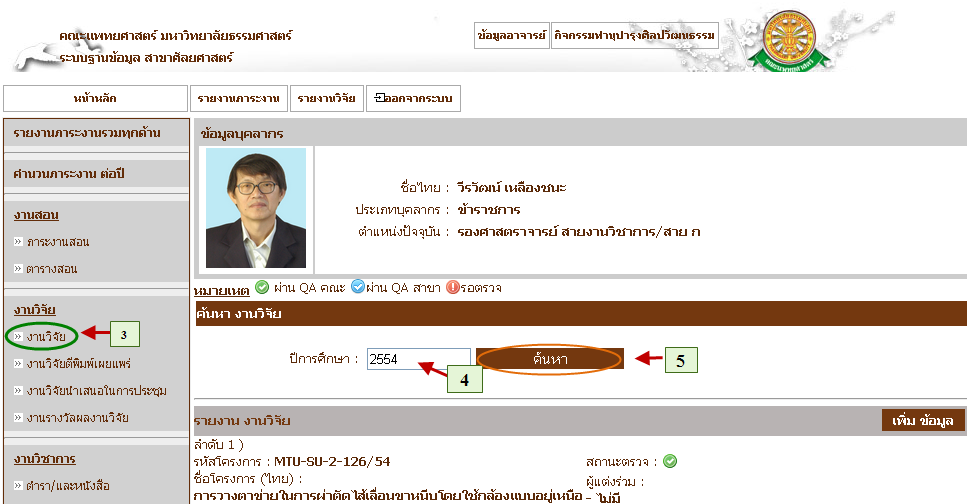 คณะแพทยศาสตร์ มหาวิทยาลัยธรรมศาสตร์
ระบบฐานข้อมูล สาขาศัลยศาสตร์
ข้อมูลอาจารย์ กิจกรรมทำนุบำรุงศิลปวัฒนธรรม
หน้าหลัก รายงานภาระงาน รายงานวิจัย ออกจากระบบ
รายงานภาระงานรวมทุกด้าน
คำนวนภาระงาน ต่อปี
งานสอน
» ภาระงานสอน
» ตารางสอน
งานวิจัย
» งานวิจัย
3
» งานวิจัยตีพิมพ์เผยแพร่
» งานวิจัยนำเสนอในการประชุม
» งานรางวัลผลงานวิจัย
งานวิชาการ
» ตำรา/และหนังสือ
ข้อมูลบุคลากร
ชื่อไทย : วีรวัฒน์ เหลืองชนะ
ประเภทบุคลากร : ข้าราชการ
ตำแหน่งปัจจุบัน : รองศาสตราจารย์ สายงานวิชาการ/สาย ก
หมายเหตุ ผ่าน QA คณะ ผ่าน QA สาขา รอตรวจ
ค้นหา งานวิจัย
ปีการศึกษา : 2554 ค้นหา
4
5
รายงาน งานวิจัย
เพิ่ม ข้อมูล
ลำดับ 1 )
รหัสโครงการ : MTU-SU-2-126/54
สถานะตรวจ :
ชื่อโครงการ (ไทย) :
ผู้แต่งร่วม :
การวางตาข่ายในการผ่าตัดไส้เลื่อนขาหนีบโดยใช้กล้องแบบอยู่เหนือ
- ไม่มี